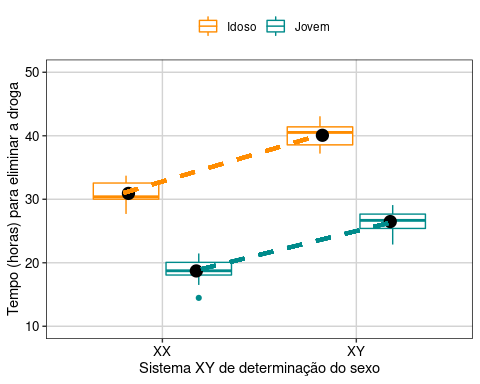 Idoso Jovem
50
40
30
20
10
Tempo (horas) para eliminar a droga
XX XY
Sistema XY de determinação do sexo